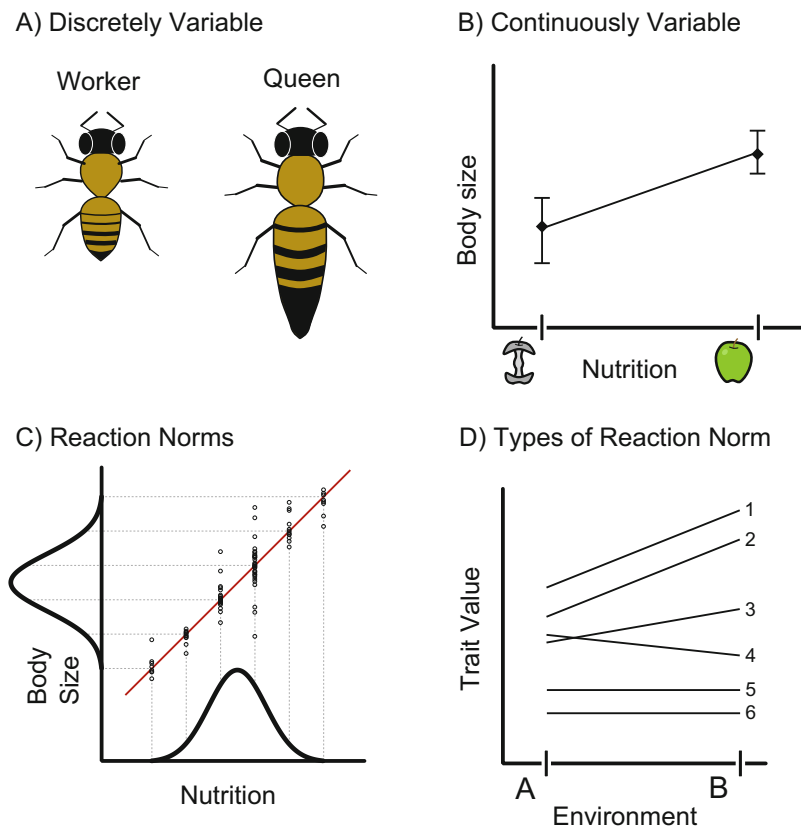 A) Discretely Variable
Worker
Queen
B) Continuously Variable
Body size
Nutrition
C) Reaction Norms
Body
Size
Nutrition
D) Types of Reaction Norm
Trait Value
1
2
3
4
5
6
A
B
Environment